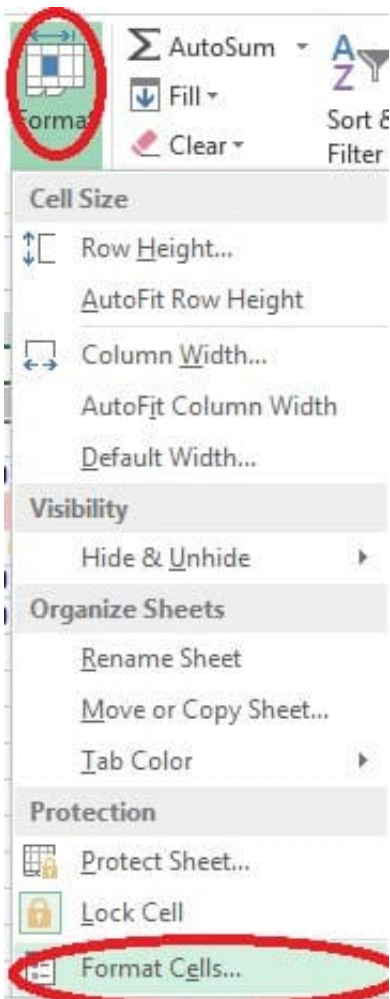 AutoSum
Fill
Clear
A
Z
Sort &
Filter
Format
Cell Size
Row Height...
AutoFit Row Height
Column Width...
AutoFit Column Width
Default Width...
Visibility
Hide & Unhide
Organize Sheets
Rename Sheet
Move or Copy Sheet...
Tab Color
Protection
Protect Sheet...
Lock Cell
Format Cells...